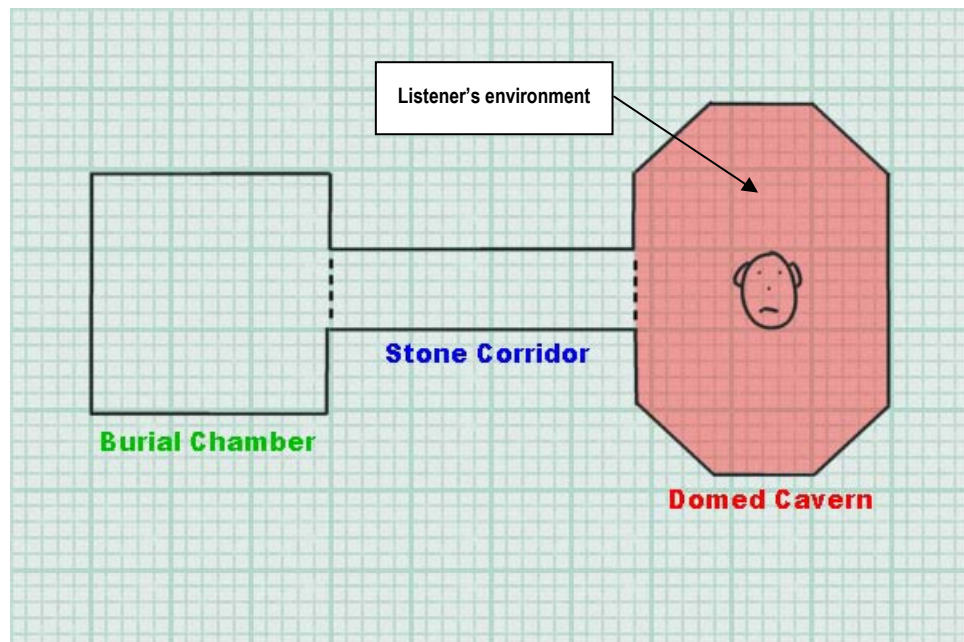 Listener's environment
Stone Corridor
Burial Chamber
Domed Cavern